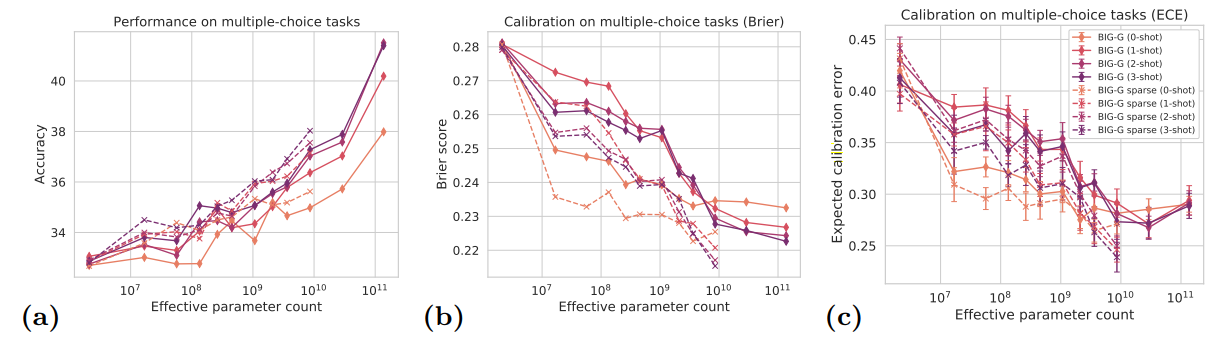 Performance on multiple-choice tasks
Accuracy
40
38
36
34
10^7
10^8
10^9
10^10
10^11
Effective parameter count
(a)
Calibration on multiple-choice tasks (Brier)
Brier score
0.28
0.27
0.26
0.25
0.24
0.23
0.22
10^7
10^8
10^9
10^10
10^11
Effective parameter count
(b)
Calibration on multiple-choice tasks (ECE)
Expected calibration error
0.45
0.40
0.35
0.30
0.25
BIG-G (0-shot)
BIG-G (1-shot)
BIG-G (2-shot)
BIG-G (3-shot)
BIG-G sparse (0-shot)
BIG-G sparse (1-shot)
BIG-G sparse (2-shot)
BIG-G sparse (3-shot)
10^7
10^8
10^9
10^10
10^11
Effective parameter count
(c)